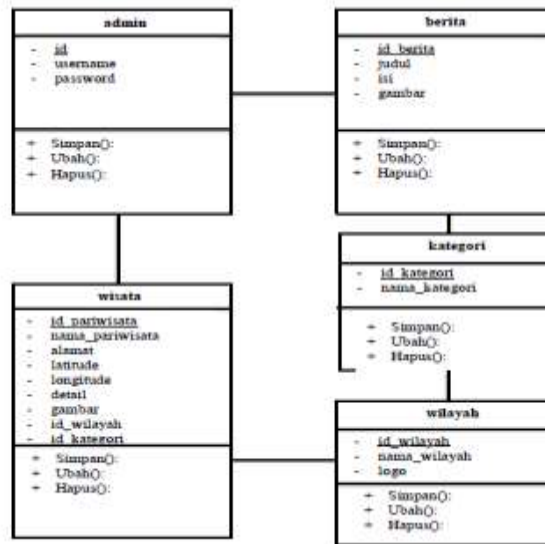 admin
- id
- username
- password
+ Simpan():
+ Ubah():
+ Hapus():
berita
- id_berita
- judul
- isi
- gambar
+ Simpan():
+ Ubah():
+ Hapus():
kategori
- id_kategori
- nama_kategori
+ Simpan():
+ Ubah():
+ Hapus():
wisata
- id_pariwisata
- nama_pariwisata
- alamat
- latitude
- longitude
- detail
- gambar
- id_wilayah
- id_kategori
+ Simpan():
+ Ubah():
+ Hapus():
wilayah
- id_wilayah
- nama_wilayah
- logo
+ Simpan():
+ Ubah():
+ Hapus():